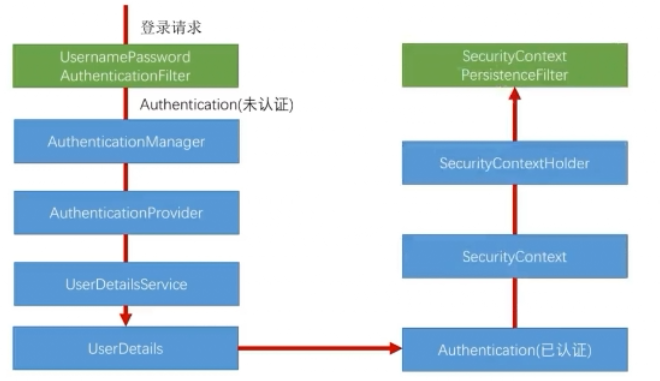 登录请求
UsernamePassword
AuthenticationFilter
Authentication(未认证)
AuthenticationManager
AuthenticationProvider
UserDetailsService
UserDetails
SecurityContext
PersistenceFilter
SecurityContextHolder
SecurityContext
Authentication(已认证)